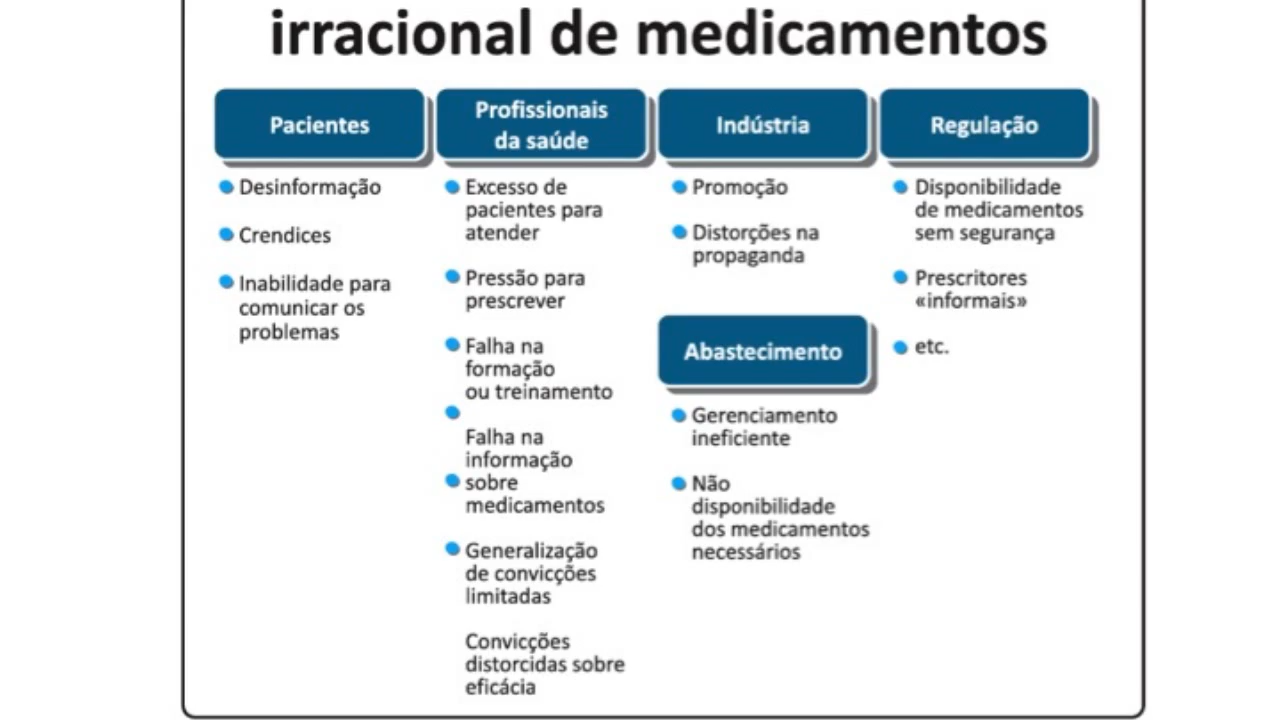 irracional de medicamentos
Pacientes
Desinformação
Crendices
Inabilidade para
comunicar os
problemas
Profissionais
da saúde
Excesso de
pacientes para
atender
Pressão para
prescrever
Falha na
formação
ou treinamento
Falha na
informação
sobre
medicamentos
Generalização
de convicções
limitadas
Convicções
distorcidas sobre
eficácia
Indústria
Promoção
Distorções na
propaganda
Abastecimento
Gerenciamento
ineficiente
Não
disponibilidade
dos medicamentos
necessários
Regulação
Disponibilidade
de medicamentos
sem segurança
Prescritores
«informais»
etc.